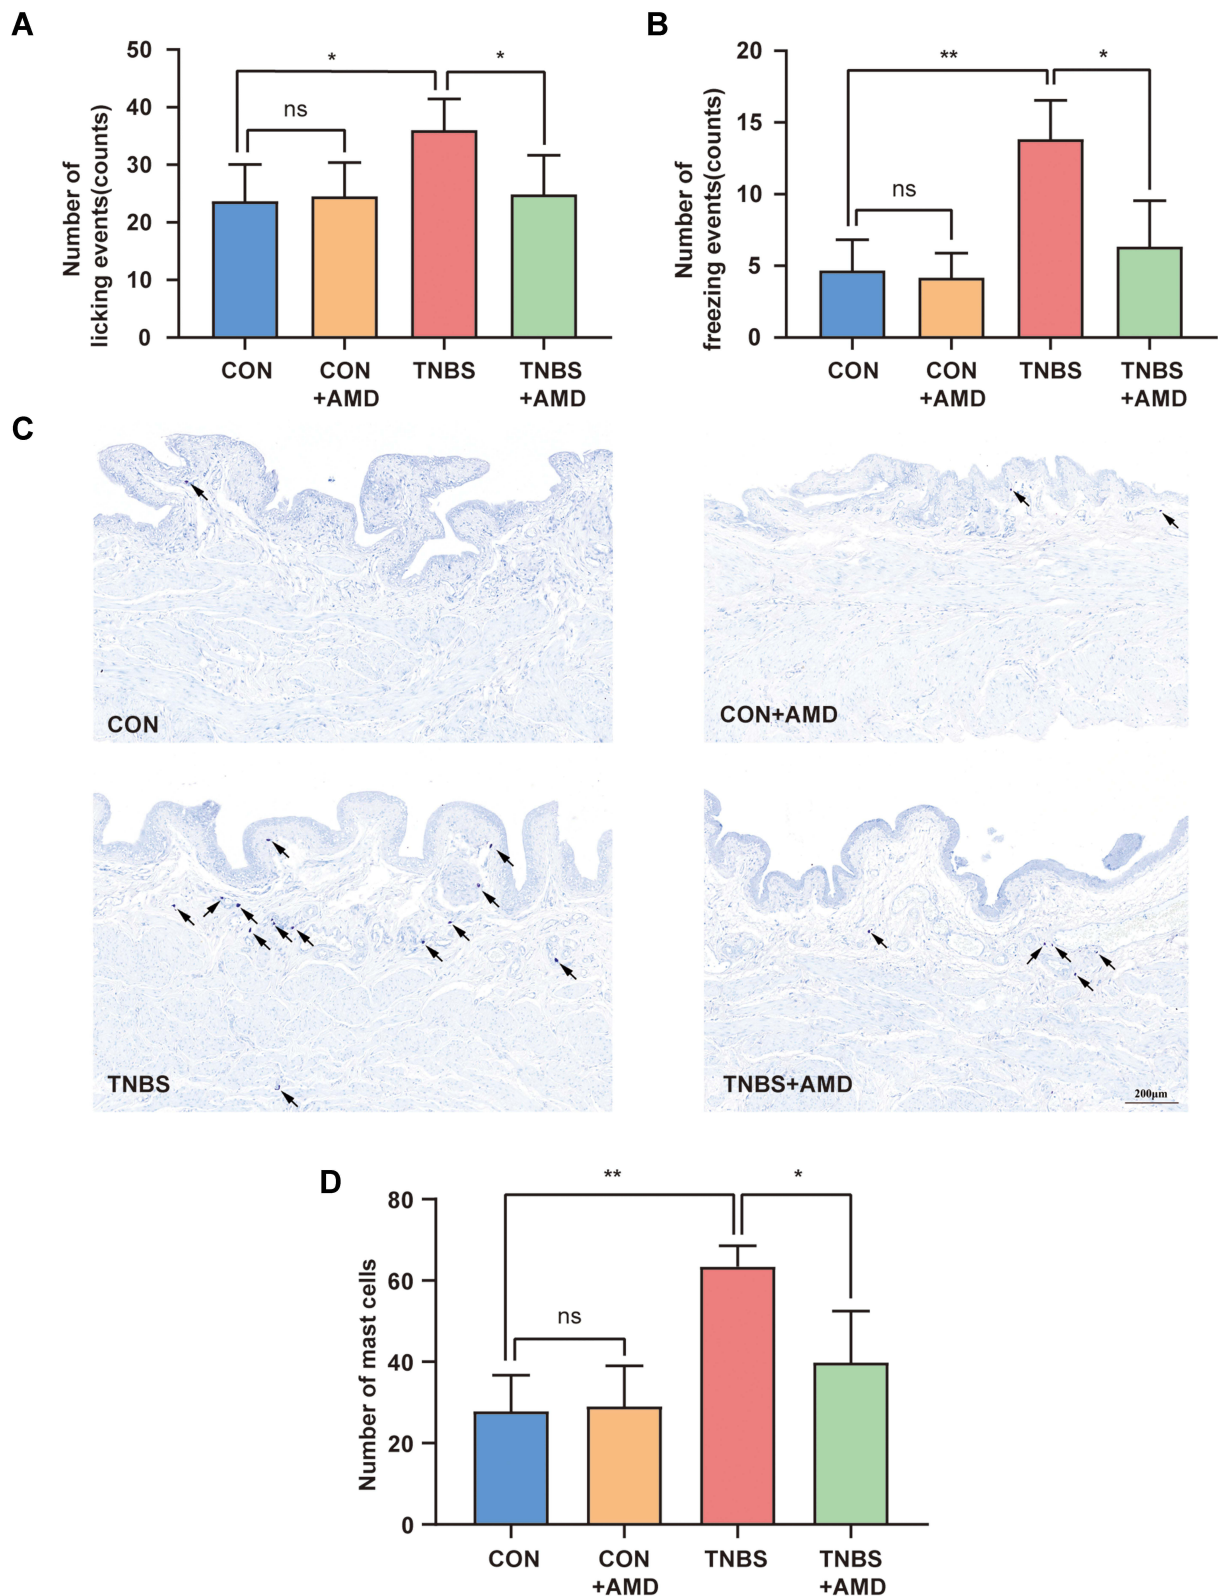 A
50
40
30
20
10
0
Number of
licking events(counts)
*
*
ns
CON
CON
+AMD
TNBS
TNBS
+AMD
B
20
15
10
5
0
Number of
freezing events(counts)
**
*
ns
CON
CON
+AMD
TNBS
TNBS
+AMD
C
CON
CON+AMD
TNBS
TNBS+AMD
200μm
D
80
60
40
20
0
Number of mast cells
**
*
ns
CON
CON
+AMD
TNBS
TNBS
+AMD